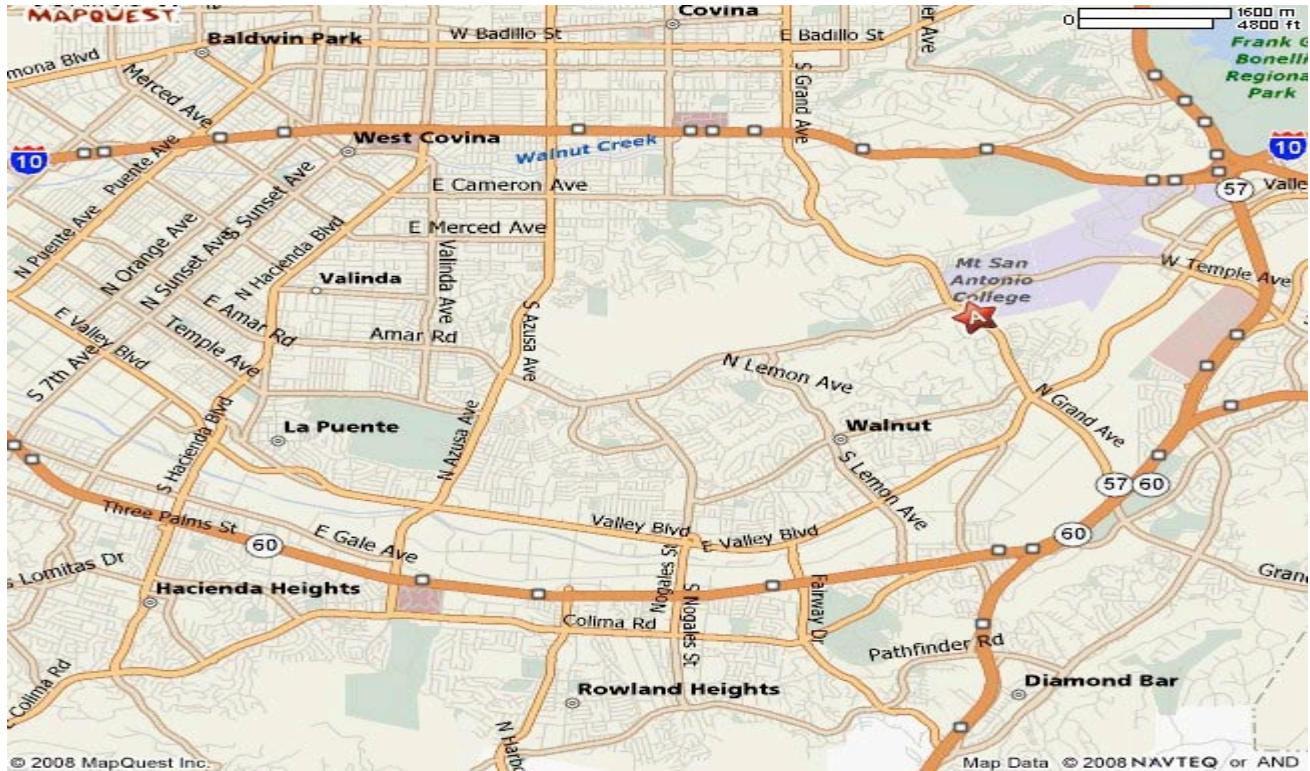 MAPQUEST.
Covina
1600 m
0
4800 ft
W Badillo St
E Badillo St
Baldwin Park
Frank G
Bonelli
Regiona
Park
mona Blvd
Merced Ave
S Grand Ave
West Covina
Walnut Creek
10
10
Puente Ave
E Cameron Ave
57
Valle
S Sunset Ave
N Puente Ave
N Orange Ave
N Sunset Ave
N Hacienda Blvd
E Merced Ave
Valinda Ave
Mt San
Antonio
College
W Temple Ave
Valinda
A
E Valley Blvd
E Amar Rd
Temple Ave
Amar Rd
S Azusa Ave
S 7th Ave
N Lemon Ave
N Grand Ave
La Puente
Walnut
S Hacienda Blvd
N Azusa Ave
S Lemon Ave
57
60
Three Palms St
60
E Gale Ave
Valley Blvd
E Valley Blvd
60
S Lomitas Dr
Hacienda Heights
N Nogales S
S Nogales St
Fairway Dr
Gran
Colima Rd
Pathfinder Rd
Colima Rd
Rowland Heights
Diamond Bar
N Harbo
© 2008 MapQuest Inc.
Map Data © 2008 NAVTEQ or AND